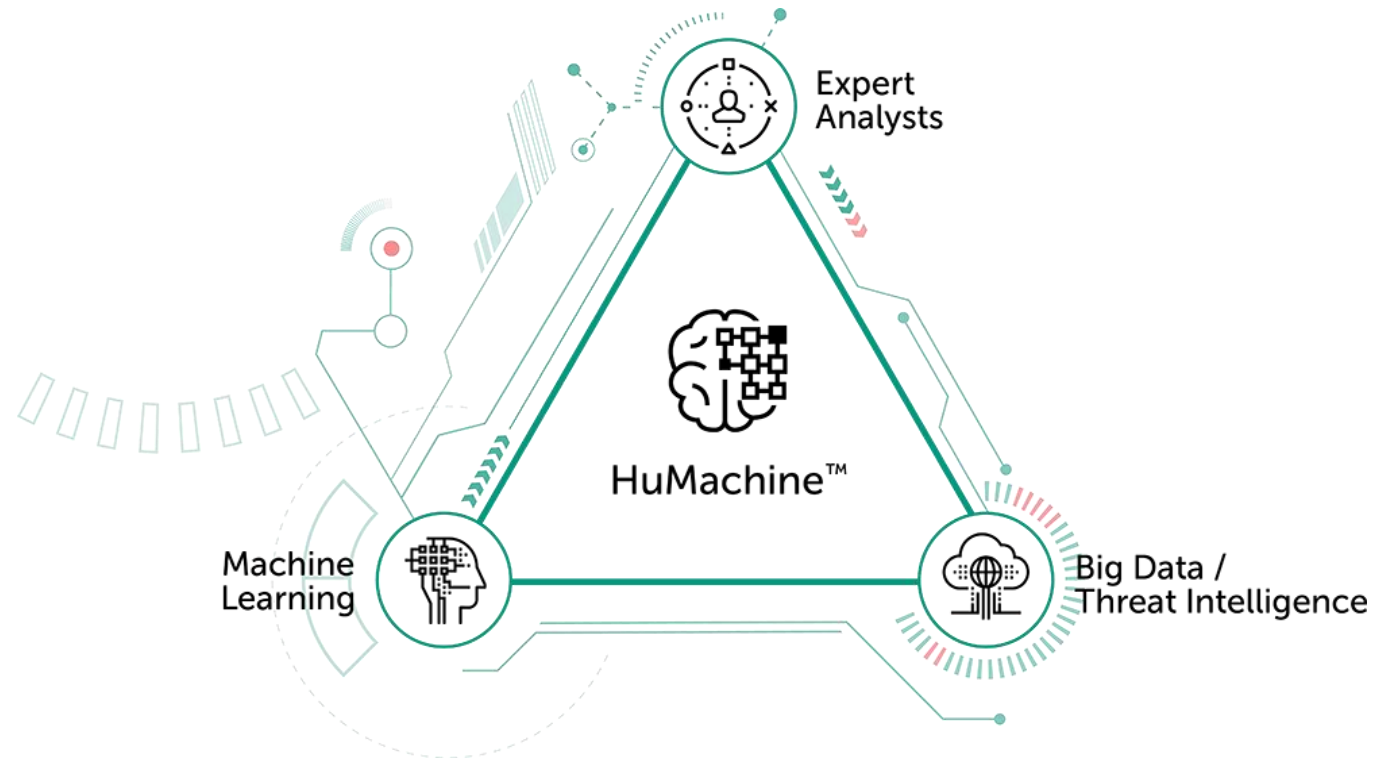 Expert
Analysts
HuMachine™
Machine
Learning
Big Data /
Threat Intelligence